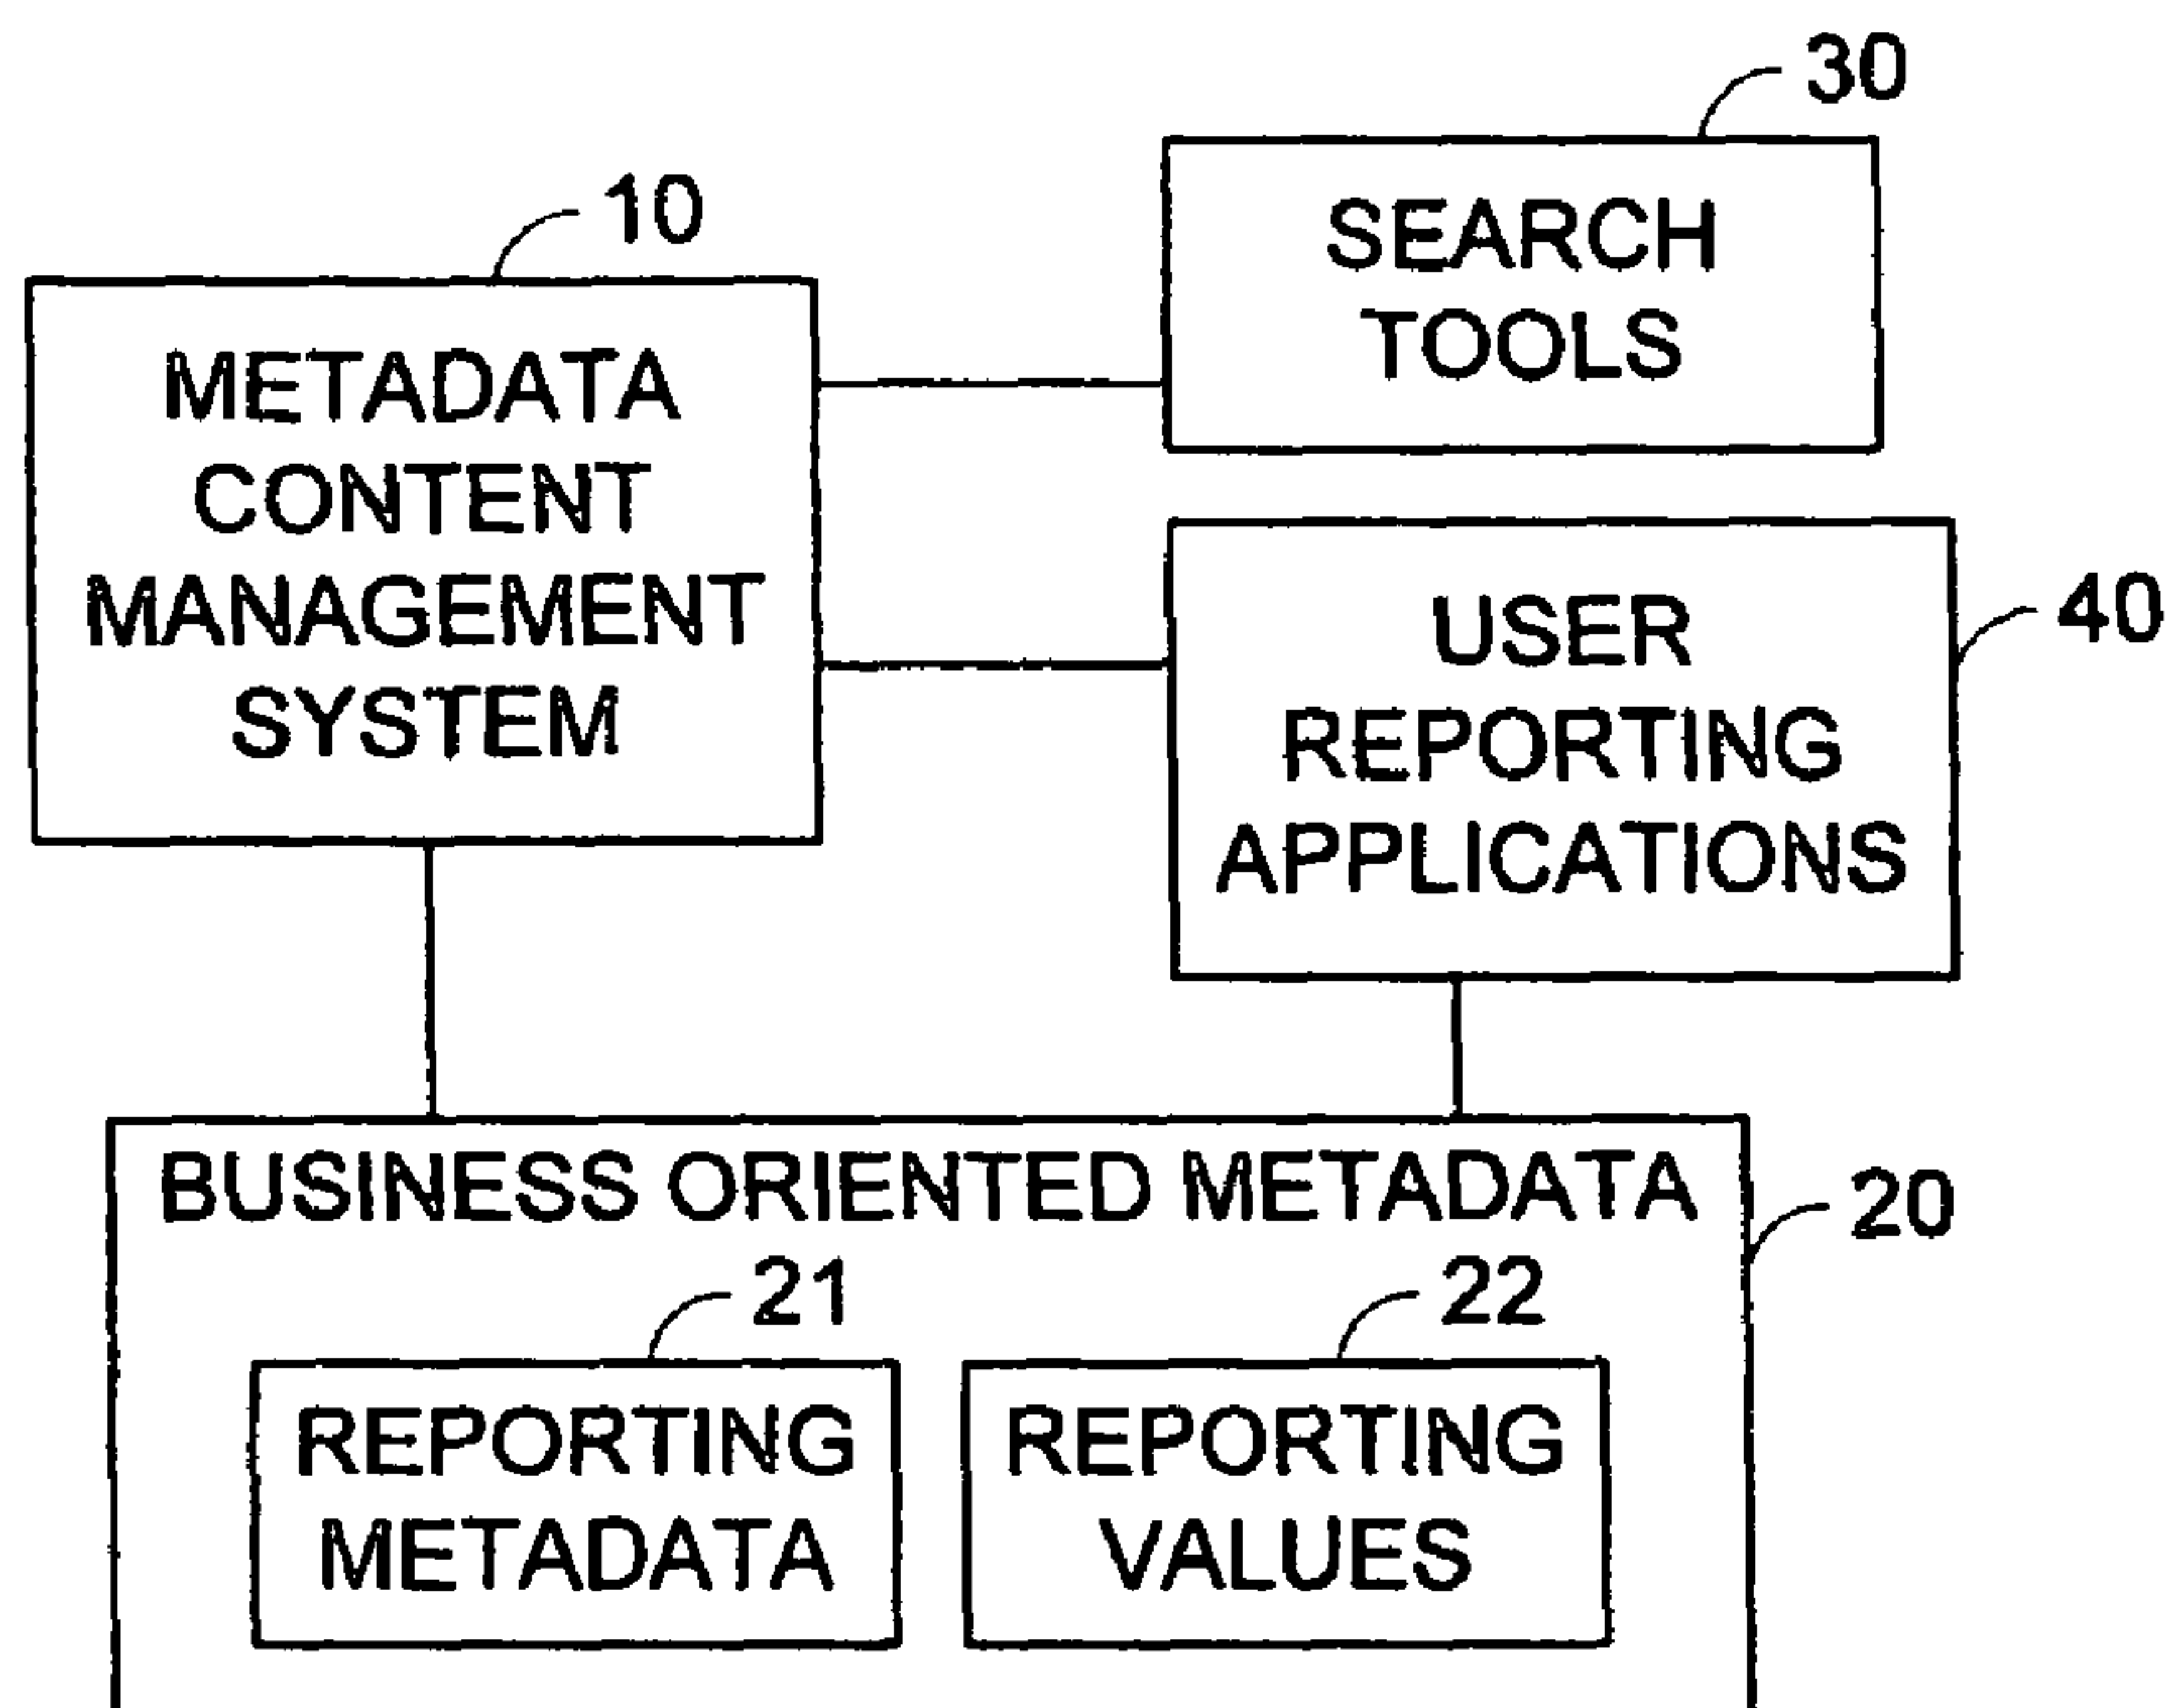 30
SEARCH
TOOLS
10
METADATA
CONTENT
MANAGEMENT
SYSTEM
40
USER
REPORTING
APPLICATIONS
20
BUSINESS ORIENTED METADATA
21
REPORTING
METADATA
22
REPORTING
VALUES